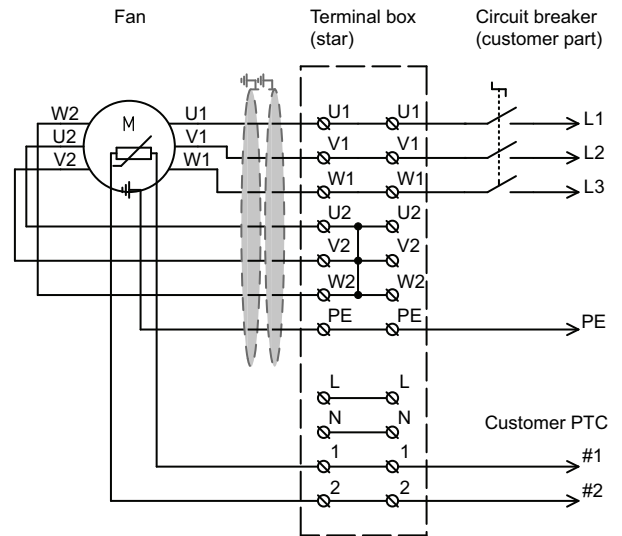 Fan Terminal box Circuit breaker
(star) (customer part)
W2 U1 U1 U1 L1
M
U2 V1 V1 V1 L2
V2 W1 W1 W1 L3
U2 U2
V2 V2
W2 W2
PE PE PE
L L
N N Customer PTC
1 1 #1
2 2 #2